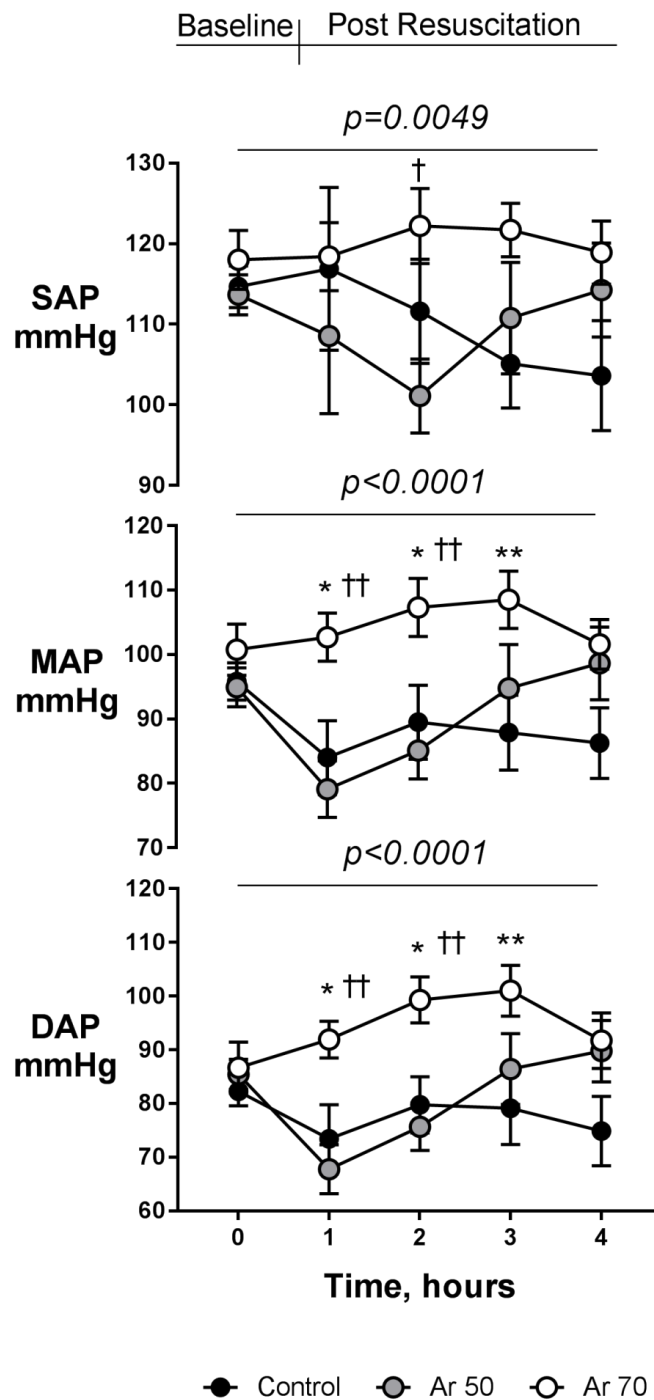 Baseline Post Resuscitation
p=0.0049
†
130
120
110
100
90
SAP
mmHg
p<0.0001
* †† * †† **
120
110
100
90
80
70
MAP
mmHg
p<0.0001
* †† * †† **
120
110
100
90
80
70
60
DAP
mmHg
0 1 2 3 4
Time, hours
Control Ar 50 Ar 70